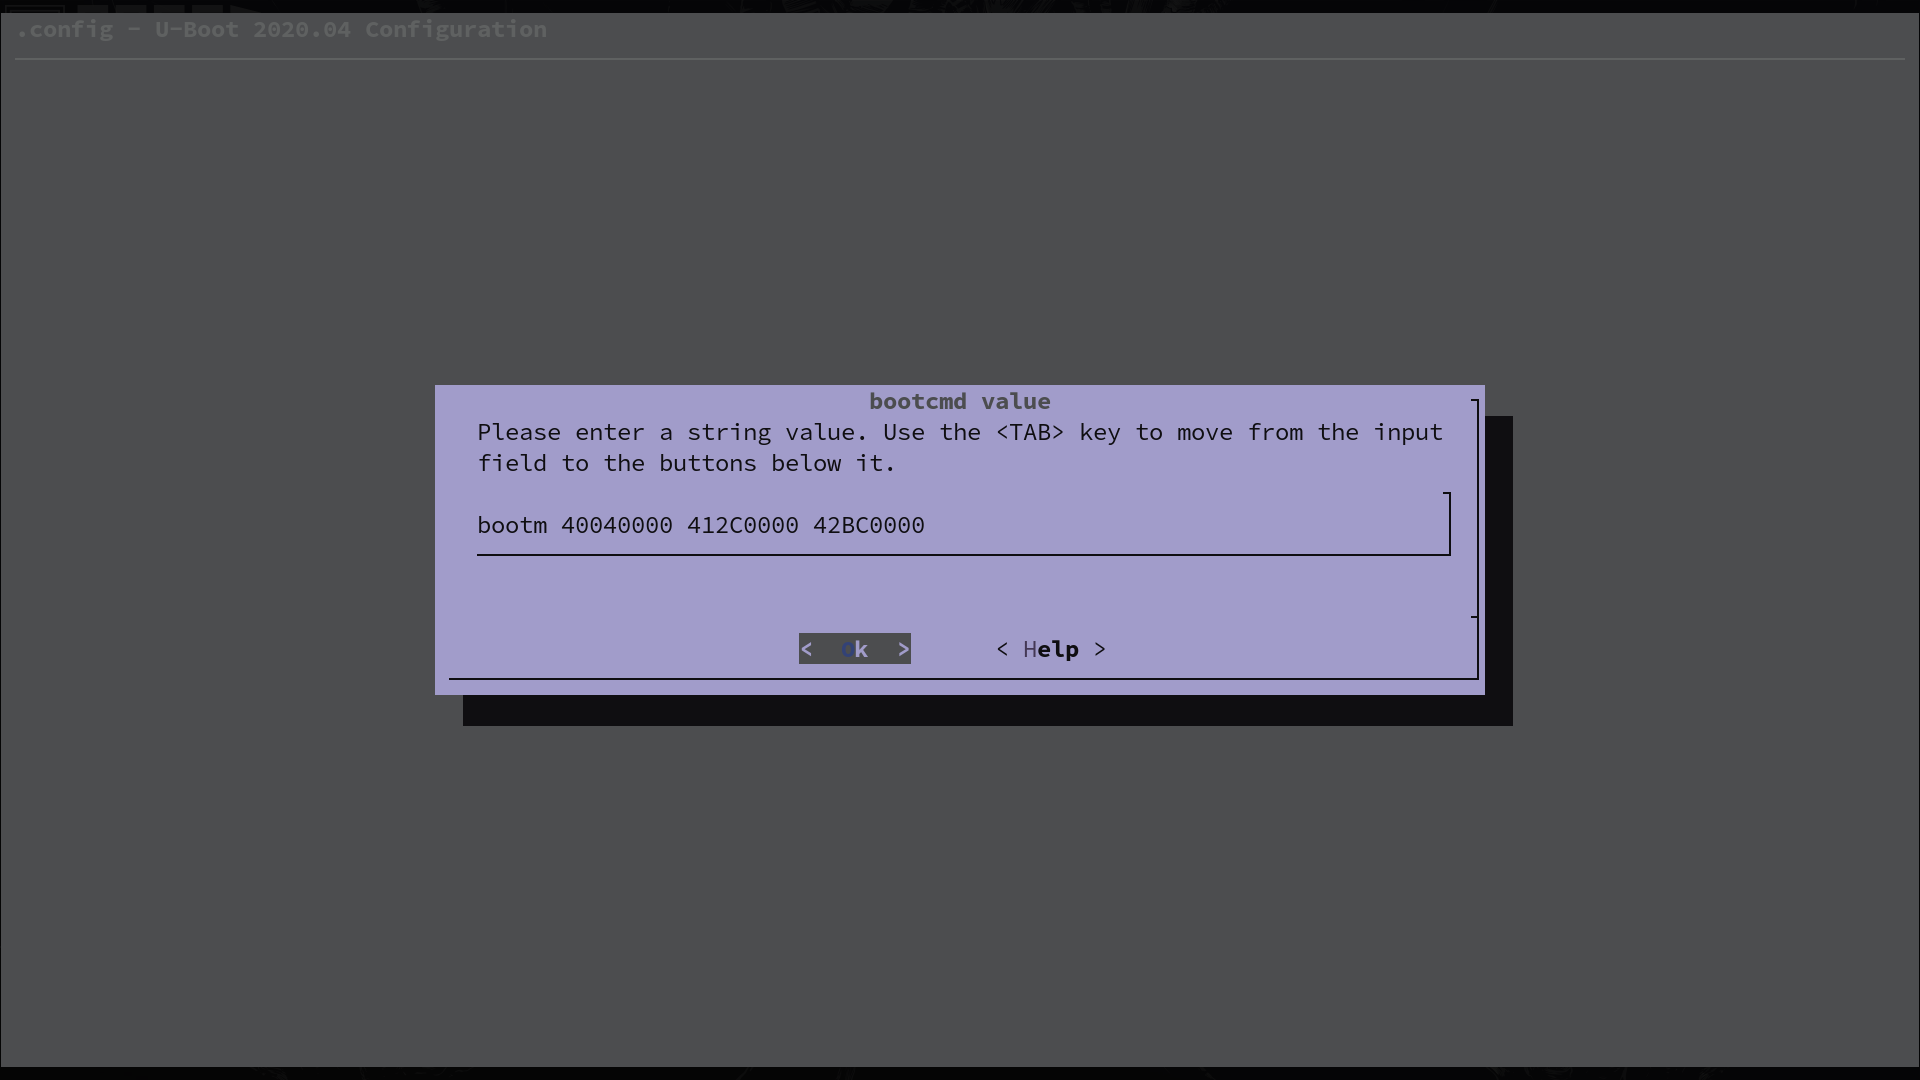 .config - U-Boot 2020.04 Configuration
bootcmd value
Please enter a string value. Use the <TAB> key to move from the input
field to the buttons below it.
bootm 40040000 412C0000 42BC0000
<  Ok  > < Help >